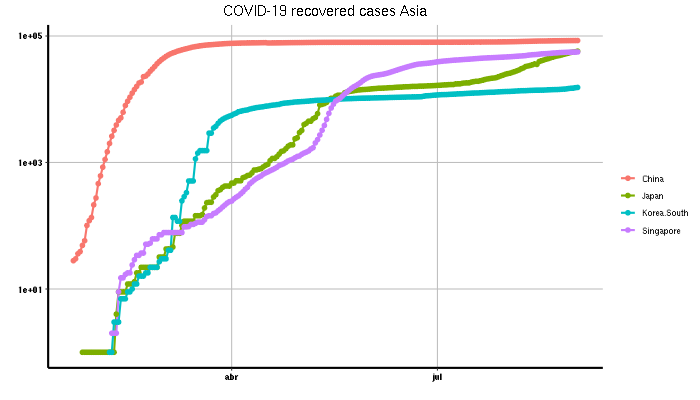 COVID-19 recovered cases Asia
1e+05
1e+03
1e+01
abr
jul
China
Japan
Korea.South
Singapore